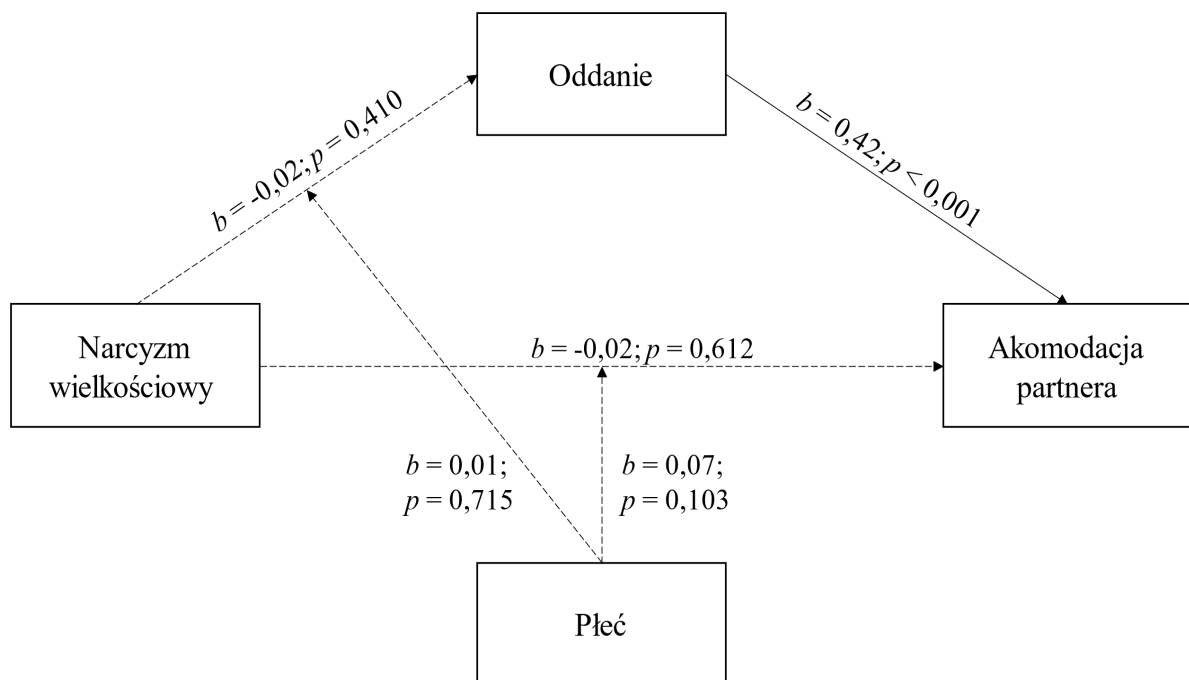 Oddanie
b = -0,02; p = 0,410
b = 0,42; p < 0,001
Narcyzm
wielkościowy
b = -0,02; p = 0,612
Akomodacja
partnera
b = 0,01;
p = 0,715
b = 0,07;
p = 0,103
Płeć